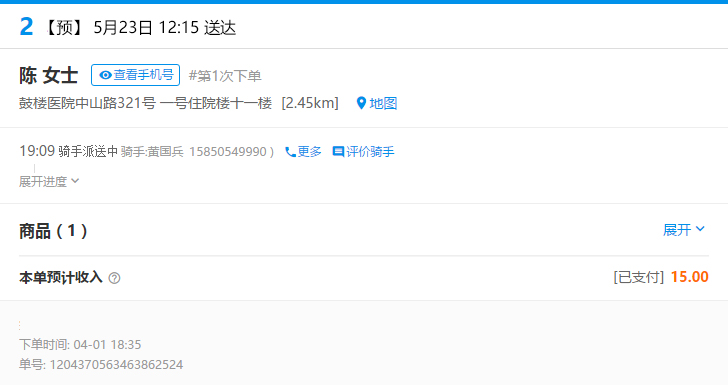 2 【预】 5月23日 12:15 送达
陈 女士 查看手机号 #第1次下单
鼓楼医院中山路321号 一号住院楼十一楼 [2.45km] 地图
19:09 骑手派送中 骑手:黄国兵 15850549990 ) 更多 评价骑手
展开进度
商品 ( 1 ) 展开
本单预计收入 ? [已支付] 15.00
下单时间: 04-01 18:35
单号: 1204370563463862524